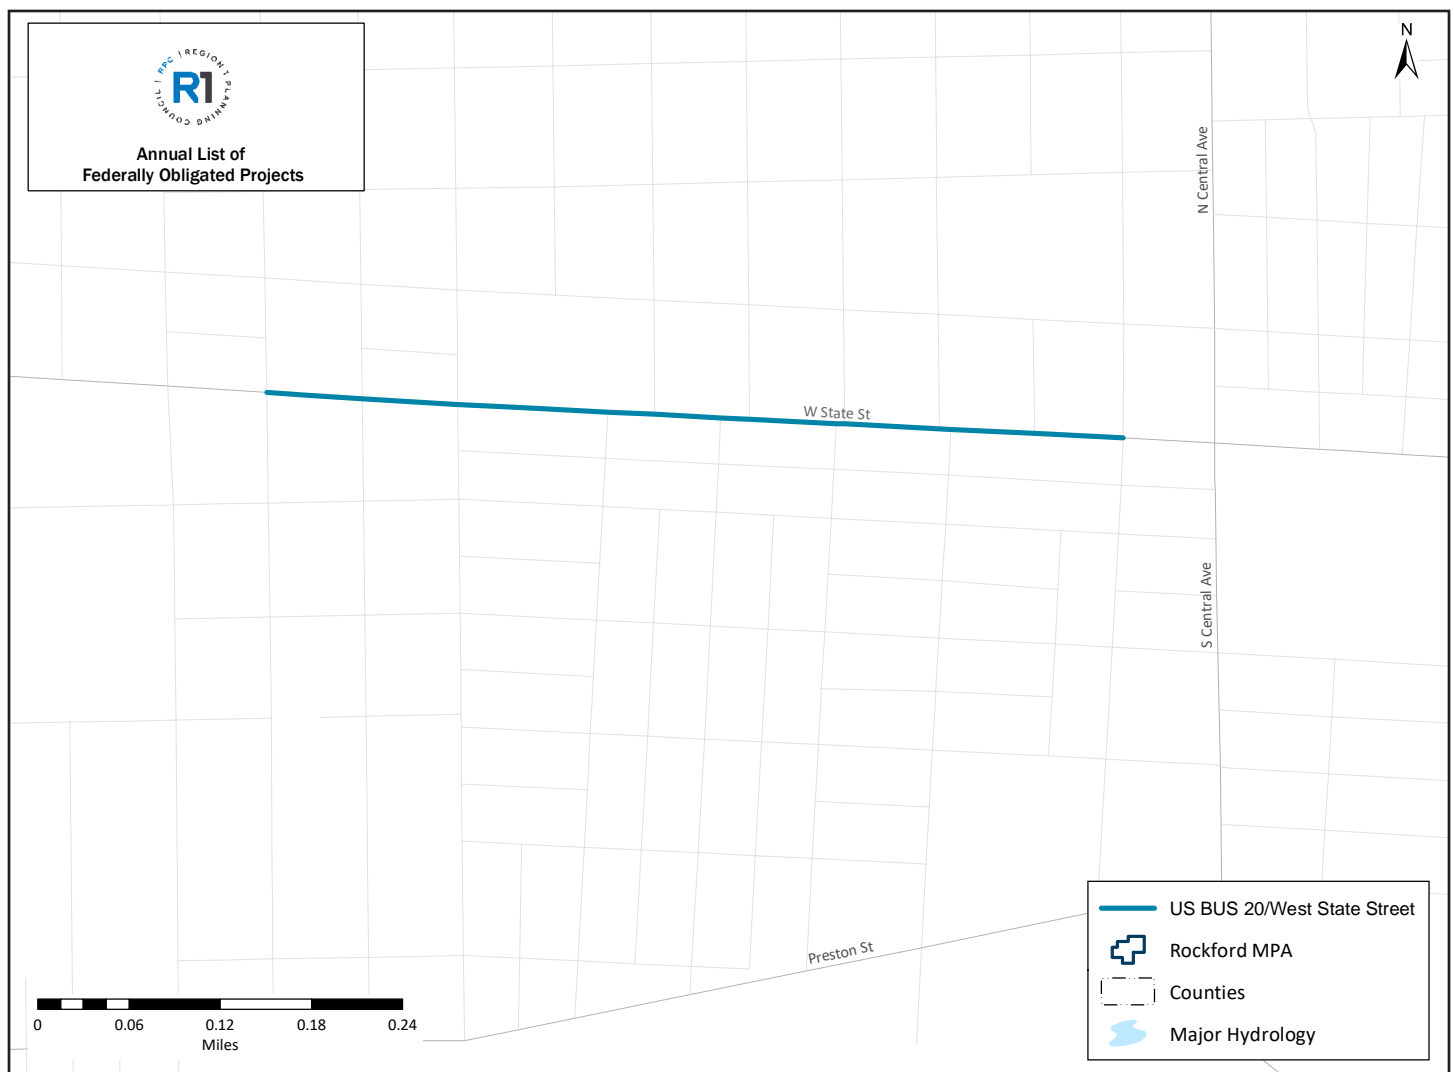 RPC | REGION 1 PLANNING COUNCIL |
R1
Annual List of
Federally Obligated Projects
N
N Central Ave
W State St
S Central Ave
Preston St
0 0.06 0.12 0.18 0.24
Miles
US BUS 20/West State Street
Rockford MPA
Counties
Major Hydrology